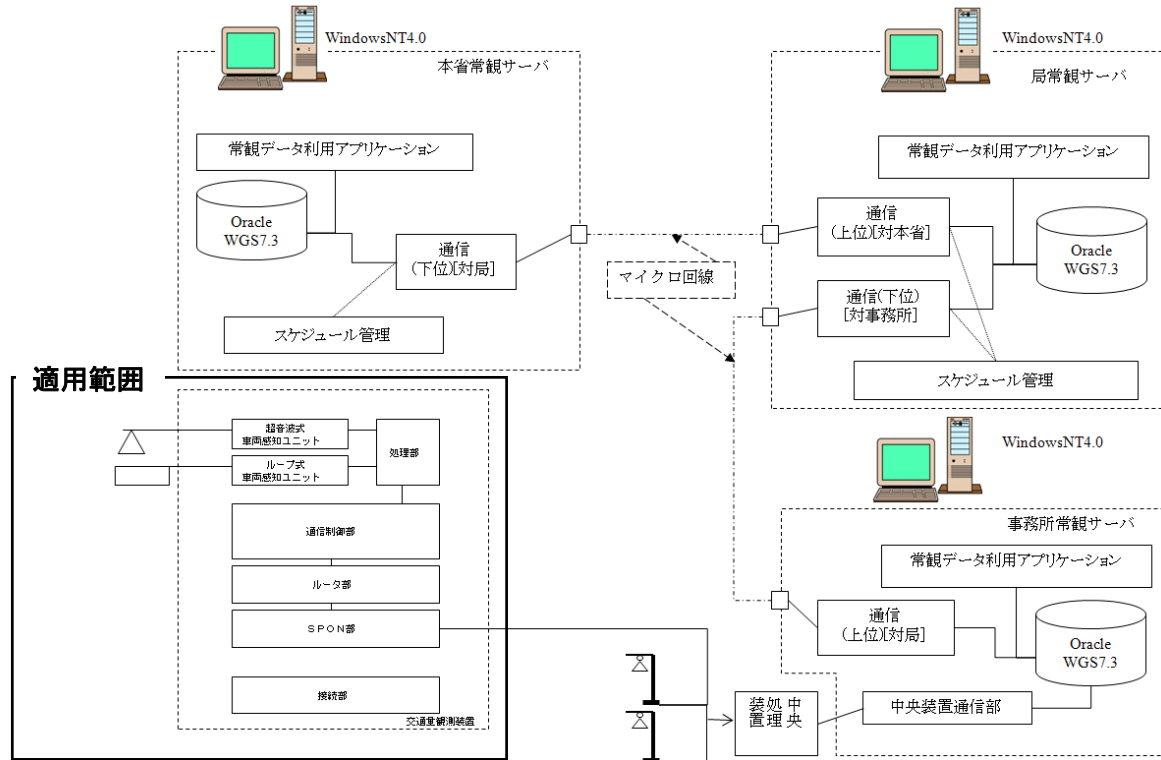 WindowsNT4.0
本省常観サーバ
常観データ利用アプリケーション
Oracle
WGS7.3
通信
(下位)[対局]
スケジュール管理
マイクロ回線
WindowsNT4.0
局常観サーバ
常観データ利用アプリケーション
通信
(上位)[対本省]
通信(下位)
[対事務所]
Oracle
WGS7.3
スケジュール管理
適用範囲
超音波式
車両感知ユニット
ループ式
車両感知ユニット
処理部
通信制御部
ルータ部
SPON部
接続部
交通量観測装置
WindowsNT4.0
事務所常観サーバ
常観データ利用アプリケーション
通信
(上位)[対局]
Oracle
WGS7.3
中央装置通信部
中央
処理
装置